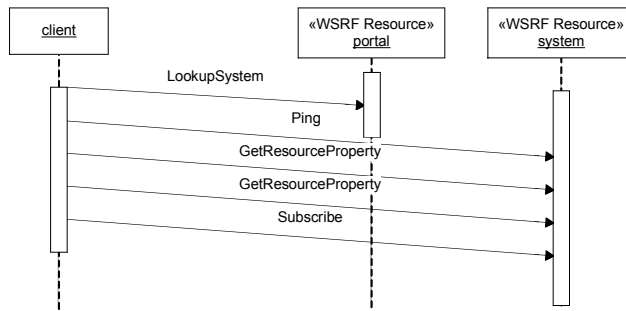 client
«WSRF Resource»
portal
«WSRF Resource»
system
LookupSystem
Ping
GetResourceProperty
GetResourceProperty
Subscribe